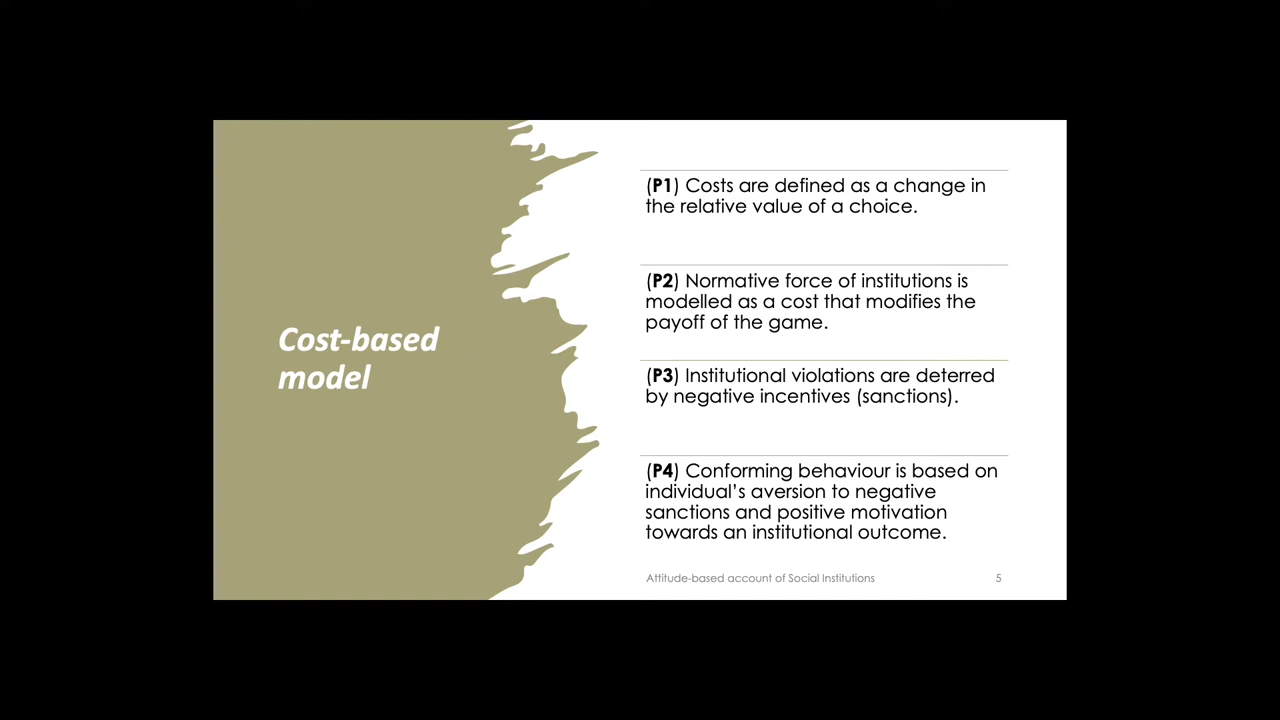 Cost-based
model
(P1) Costs are defined as a change in
the relative value of a choice.
(P2) Normative force of institutions is
modelled as a cost that modifies the
payoff of the game.
(P3) Institutional violations are deterred
by negative incentives (sanctions).
(P4) Conforming behaviour is based on
individual’s aversion to negative
sanctions and positive motivation
towards an institutional outcome.
Attitude-based account of Social Institutions 5